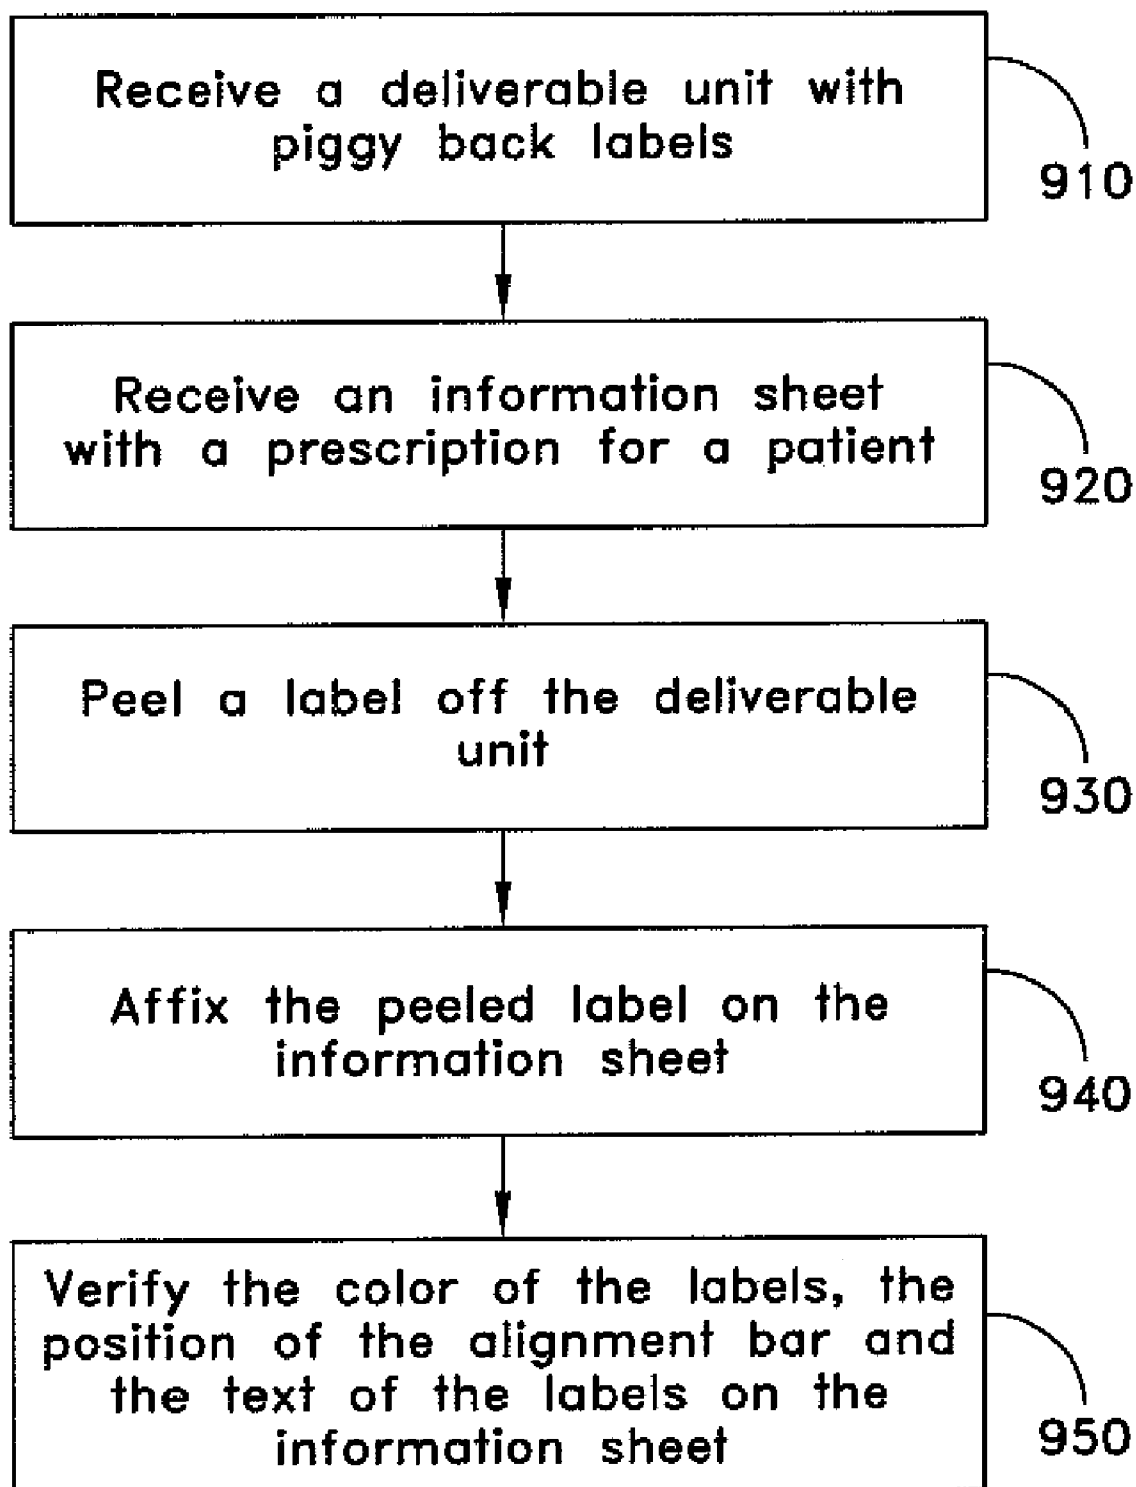 Receive a deliverable unit with
piggy back labels
910
Receive an information sheet
with a prescription for a patient
920
Peel a label off the deliverable
unit
930
Affix the peeled label on the
information sheet
940
Verify the color of the labels, the
position of the alignment bar and
the text of the labels on the
information sheet
950